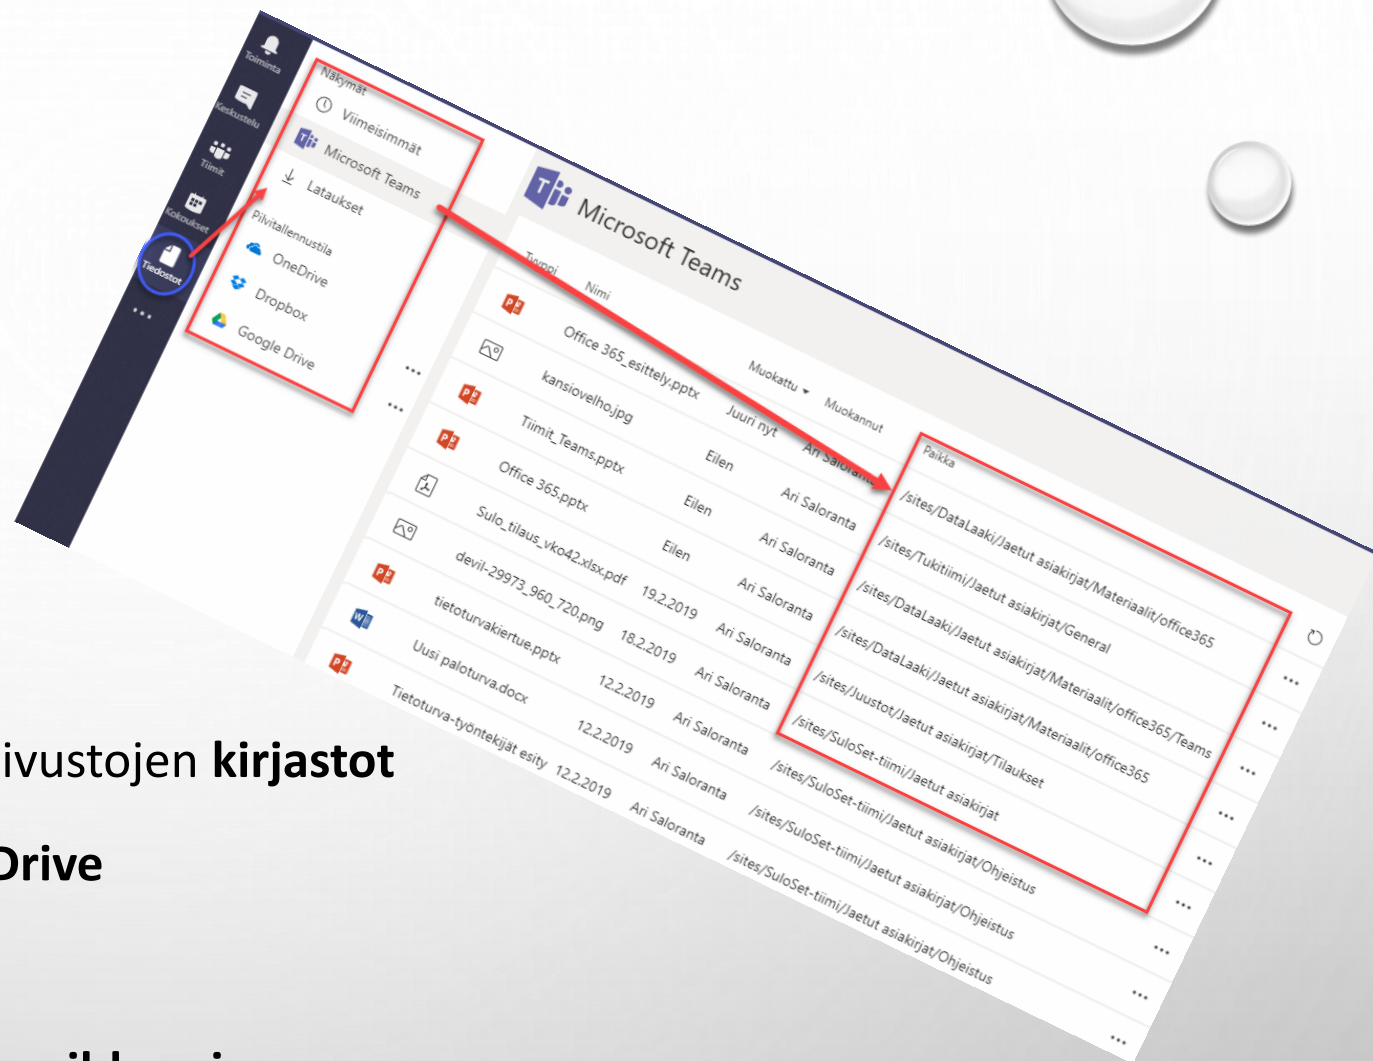 Toiminta
Keskustelu
Tiimit
Kokoukset
Tiedostot
Näkymät
Viimeisimmät
Microsoft Teams
Lataukset
Pilvitallennustila
OneDrive
Dropbox
Google Drive
Microsoft Teams
Tyyppi Nimi Muokattu Muokannut Paikka
Office 365_esittely.pptx Juuri nyt Ari Saloranta /sites/DataLaaki/Jaetut asiakirjat/Materiaalit/office365
kansiovelho.jpg Eilen Ari Saloranta /sites/Tukitiimi/Jaetut asiakirjat/General
Tiimit_Teams.pptx Eilen Ari Saloranta /sites/DataLaaki/Jaetut asiakirjat/Materiaalit/office365/Teams
Office 365.pptx Eilen Ari Saloranta /sites/DataLaaki/Jaetut asiakirjat/Materiaalit/office365
Sulo_tilaus_vko42.xlsx.pdf 19.2.2019 Ari Saloranta /sites/Juustot/Jaetut asiakirjat/Tilaukset
devil-29973_960_720.png 18.2.2019 Ari Saloranta /sites/SuloSet-tiimi/Jaetut asiakirjat
tietoturvakiertue.pptx 12.2.2019 Ari Saloranta /sites/SuloSet-tiimi/Jaetut asiakirjat/Ohjeistus
Uusi paloturva.docx 12.2.2019 Ari Saloranta /sites/SuloSet-tiimi/Jaetut asiakirjat/Ohjeistus
Tietoturva-työntekijät esity 12.2.2019 Ari Saloranta /sites/SuloSet-tiimi/Jaetut asiakirjat/Ohjeistus
ivustojen kirjastot
Drive